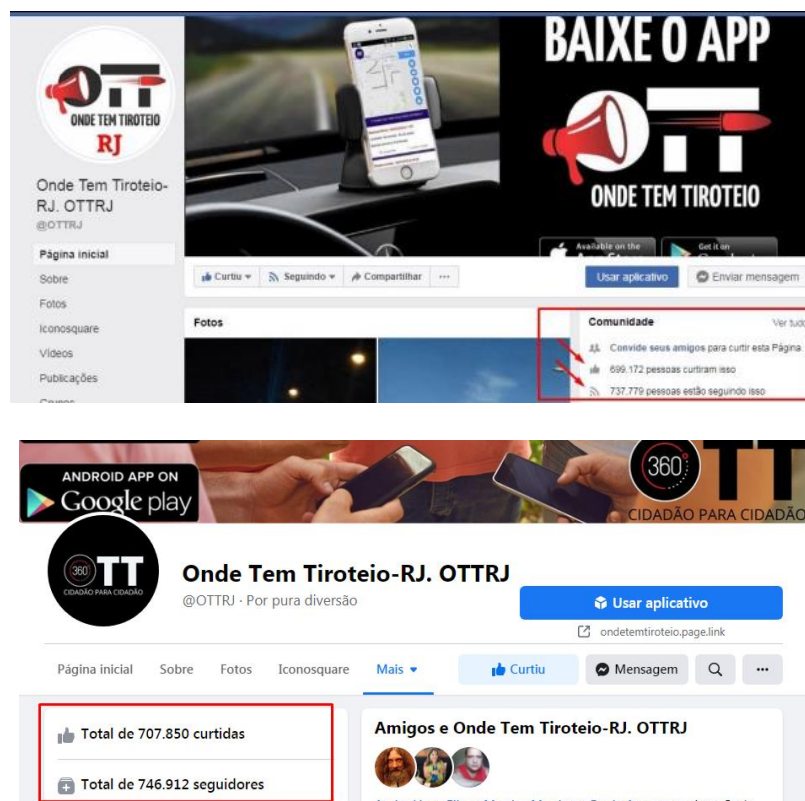 BAIXE O APP
OTT
ONDE TEM TIROTEIO
RJ
OTT
ONDE TEM TIROTEIO
Available on the
Get it on
Onde Tem Tiroteio-
RJ. OTTRJ
@OTTRJ
Página inicial
Sobre
Fotos
Iconosquare
Vídeos
Publicações
Curtiu
Seguindo
Compartilhar
...
Usar aplicativo
Enviar mensagem
Fotos
Comunidade
Ver tudo
Convide seus amigos para curtir esta Página
699.172 pessoas curtiram isso
737.779 pessoas estão seguindo isso
ANDROID APP ON
Google play
360
TT
CIDADÃO PARA CIDADÃO
360
TT
CIDADÃO PARA CIDADÃO
Onde Tem Tiroteio-RJ. OTTRJ
@OTTRJ · Por pura diversão
Usar aplicativo
ondetemtiroteio.page.link
Página inicial
Sobre
Fotos
Iconosquare
Mais
Curtiu
Mensagem
...
Total de 707.850 curtidas
Total de 746.912 seguidores
Amigos e Onde Tem Tiroteio-RJ. OTTRJ